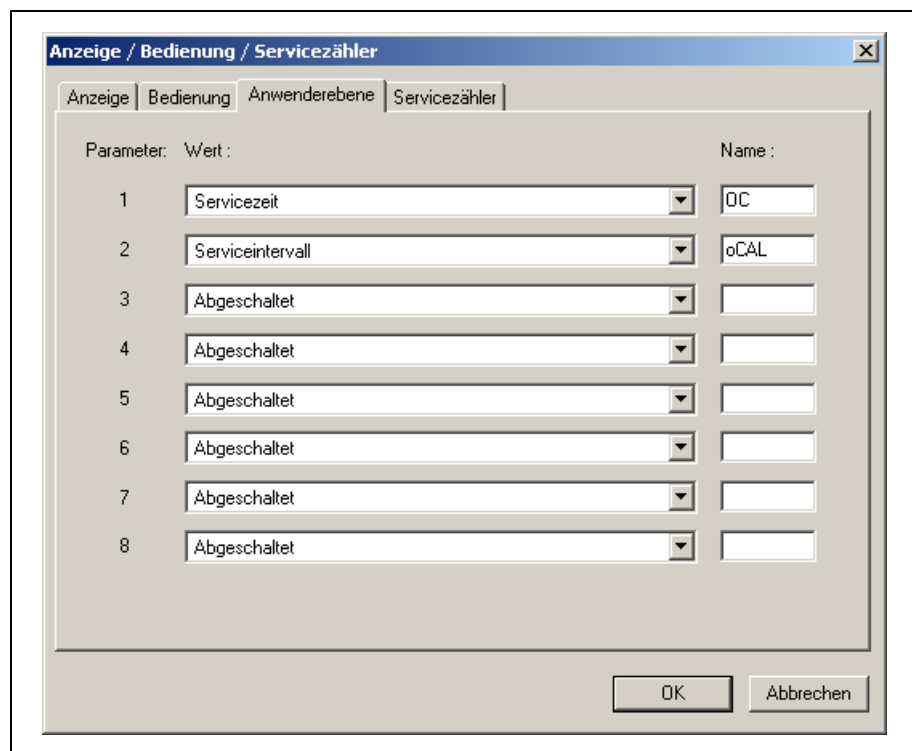 Anzeige / Bedienung / Servicezähler
Anzeige Bedienung Anwenderebene Servicezähler
Parameter: Wert : Name :
1 Servicezeit OC
2 Serviceintervall oCAL
3 Abgeschaltet
4 Abgeschaltet
5 Abgeschaltet
6 Abgeschaltet
7 Abgeschaltet
8 Abgeschaltet
OK Abbrechen